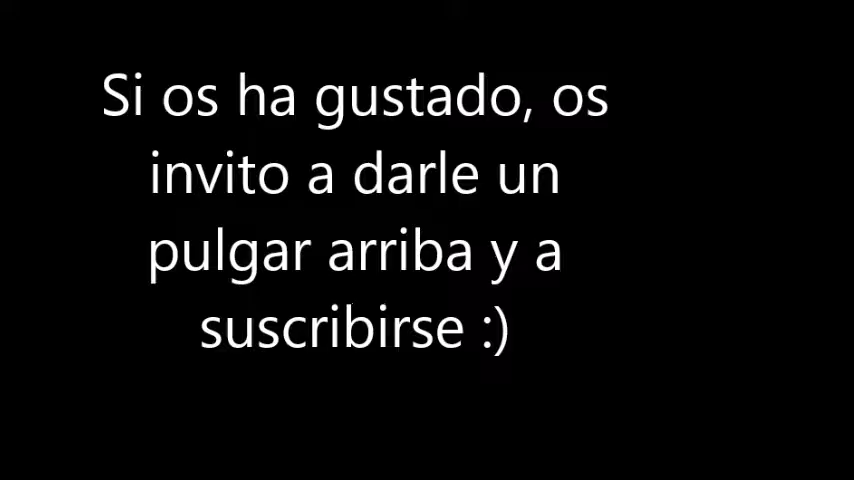 Si os ha gustado, os
invito a darle un
pulgar arriba y a
suscribirse :)